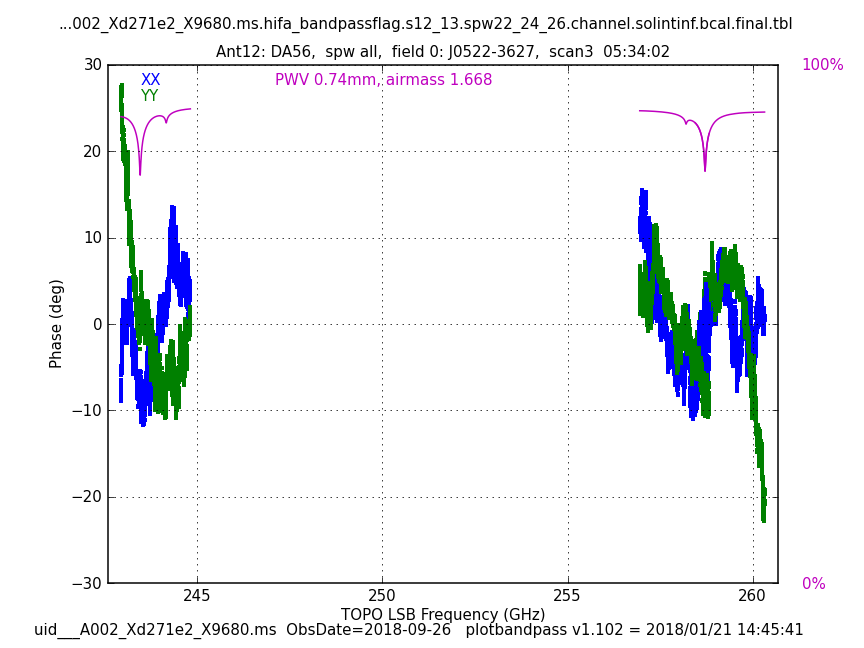 ...002_Xd271e2_X9680.ms.hifa_bandpassflag.s12_13.spw22_24_26.channel.solintinf.bcal.final.tbl
Ant12: DA56,  spw all,  field 0: J0522-3627,  scan3  05:34:02
XX
YY
PWV 0.74mm, airmass 1.668
100%
0%
30
20
10
0
−10
−20
−30
Phase (deg)
245
250
255
260
TOPO LSB Frequency (GHz)
uid___A002_Xd271e2_X9680.ms  ObsDate=2018-09-26   plotbandpass v1.102 = 2018/01/21 14:45:41